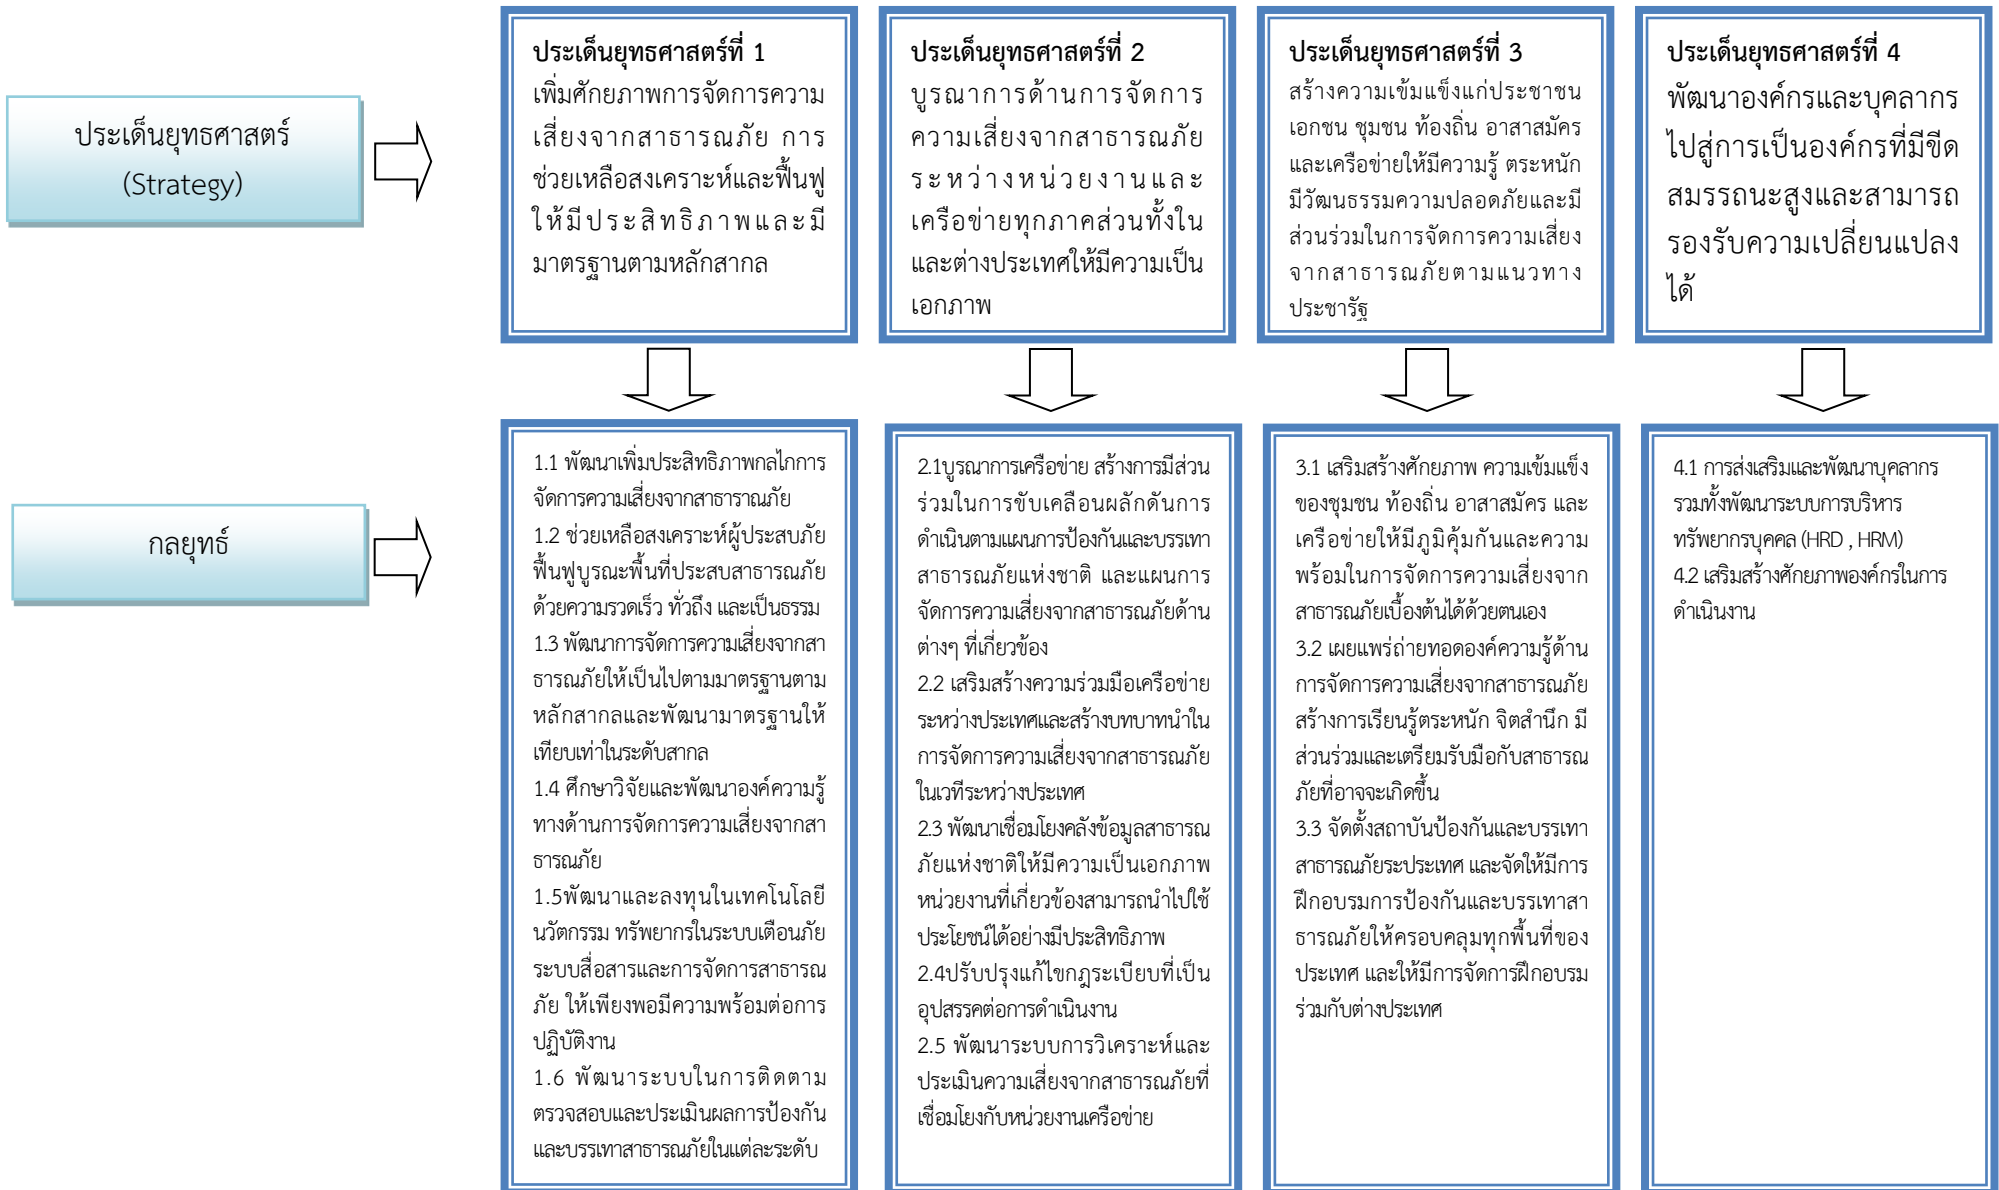 ประเด็นยุทธศาสตร์
(Strategy)
ประเด็นยุทธศาสตร์ที่ 1
เพิ่มศักยภาพการจัดการความ
เสี่ยงจากสาธารณภัย การ
ช่วยเหลือสงเคราะห์และฟื้นฟู
ให้มีประสิทธิภาพและมี
มาตรฐานตามหลักสากล
ประเด็นยุทธศาสตร์ที่ 2
บูรณาการด้านการจัดการ
ความเสี่ยงจากสาธารณภัย
ระหว่างหน่วยงานและ
เครือข่ายทุกภาคส่วนทั้งใน
และต่างประเทศให้มีความเป็น
เอกภาพ
ประเด็นยุทธศาสตร์ที่ 3
สร้างความเข้มแข็งแก่ประชาชน
เอกชน ชุมชน ท้องถิ่น อาสาสมัคร
และเครือข่ายให้มีความรู้ ตระหนัก
มีวัฒนธรรมความปลอดภัยและมี
ส่วนร่วมในการจัดการความเสี่ยง
จากสาธารณภัยตามแนวทาง
ประชารัฐ
ประเด็นยุทธศาสตร์ที่ 4
พัฒนาองค์กรและบุคลากร
ไปสู่การเป็นองค์กรที่มีขีด
สมรรถนะสูงและสามารถ
รองรับความเปลี่ยนแปลง
ได้
กลยุทธ์
1.1 พัฒนาเพิ่มประสิทธิภาพกลไกการ
จัดการความเสี่ยงจากสาธาราณภัย
1.2 ช่วยเหลือสงเคราะห์ผู้ประสบภัย
ฟื้นฟูบูรณะพื้นที่ประสบสาธารณภัย
ด้วยความรวดเร็ว ทั่วถึง และเป็นธรรม
1.3 พัฒนาการจัดการความเสี่ยงจากสา
ธารณภัยให้เป็นไปตามมาตรฐานตาม
หลักสากลและพัฒนามาตรฐานให้
เทียบเท่าในระดับสากล
1.4 ศึกษาวิจัยและพัฒนาองค์ความรู้
ทางด้านการจัดการความเสี่ยงจากสา
ธารณภัย
1.5พัฒนาและลงทุนในเทคโนโลยี
นวัตกรรม ทรัพยากรในระบบเตือนภัย
ระบบสื่อสารและการจัดการสาธารณ
ภัย ให้เพียงพอมีความพร้อมต่อการ
ปฏิบัติงาน
1.6 พัฒนาระบบในการติดตาม
ตรวจสอบและประเมินผลการป้องกัน
และบรรเทาสาธารณภัยในแต่ละระดับ
2.1บูรณาการเครือข่าย สร้างการมีส่วน
ร่วมในการขับเคลือนผลักดันการ
ดำเนินตามแผนการป้องกันและบรรเทา
สาธารณภัยแห่งชาติ และแผนการ
จัดการความเสี่ยงจากสาธารณภัยด้าน
ต่างๆ ที่เกี่ยวข้อง
2.2 เสริมสร้างความร่วมมือเครือข่าย
ระหว่างประเทศและสร้างบทบาทนำใน
การจัดการความเสี่ยงจากสาธารณภัย
ในเวทีระหว่างประเทศ
2.3 พัฒนาเชื่อมโยงคลังข้อมูลสาธารณ
ภัยแห่งชาติให้มีความเป็นเอกภาพ
หน่วยงานที่เกี่ยวข้องสามารถนำไปใช้
ประโยชน์ได้อย่างมีประสิทธิภาพ
2.4ปรับปรุงแก้ไขกฎระเบียบที่เป็น
อุปสรรคต่อการดำเนินงาน
2.5 พัฒนาระบบการวิเคราะห์และ
ประเมินความเสี่ยงจากสาธารณภัยที่
เชื่อมโยงกับหน่วยงานเครือข่าย
3.1 เสริมสร้างศักยภาพ ความเข้มแข็ง
ของชุมชน ท้องถิ่น อาสาสมัคร และ
เครือข่ายให้มีภูมิคุ้มกันและความ
พร้อมในการจัดการความเสี่ยงจาก
สาธารณภัยเบื้องต้นได้ด้วยตนเอง
3.2 เผยแพร่ถ่ายทอดองค์ความรู้ด้าน
การจัดการความเสี่ยงจากสาธารณภัย
สร้างการเรียนรู้ตระหนัก จิตสำนึก มี
ส่วนร่วมและเตรียมรับมือกับสาธารณ
ภัยที่อาจจะเกิดขึ้น
3.3 จัดตั้งสถาบันป้องกันและบรรเทา
สาธารณภัยระประเทศ และจัดให้มีการ
ฝึกอบรมการป้องกันและบรรเทาสา
ธารณภัยให้ครอบคลุมทุกพื้นที่ของ
ประเทศ และให้มีการจัดการฝึกอบรม
ร่วมกับต่างประเทศ
4.1 การส่งเสริมและพัฒนาบุคลากร
รวมทั้งพัฒนาระบบการบริหาร
ทรัพยากรบุคคล (HRD , HRM)
4.2 เสริมสร้างศักยภาพองค์กรในการ
ดำเนินงาน